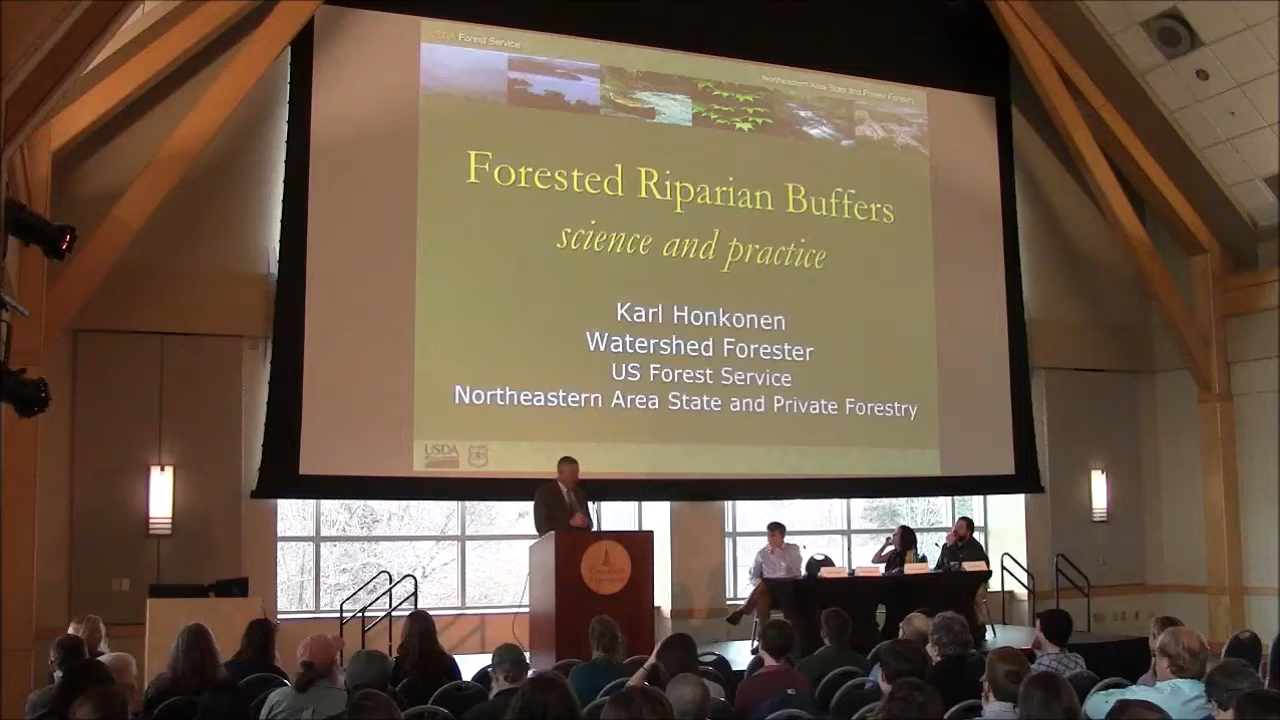 USDA Forest Service
Northeastern Area State and Private Forestry
Forested Riparian Buffers
science and practice
Karl Honkonen
Watershed Forester
US Forest Service
Northeastern Area State and Private Forestry
USDA